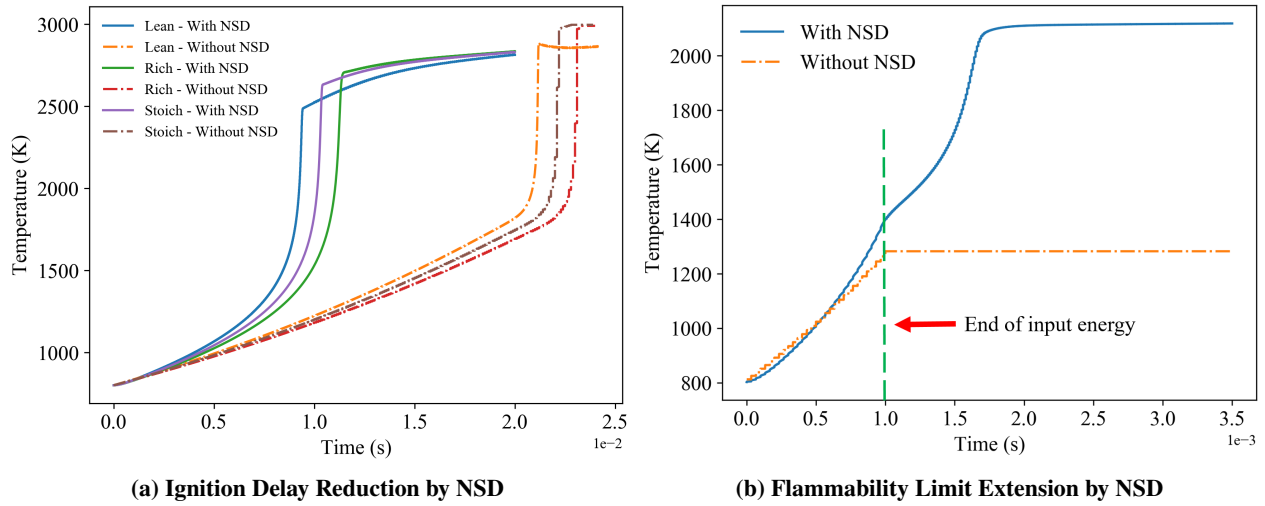 3000
2500
2000
1500
1000
Temperature (K)
Lean - With NSD
Lean - Without NSD
Rich - With NSD
Rich - Without NSD
Stoich - With NSD
Stoich - Without NSD
0.0 0.5 1.0 1.5 2.0 2.5
1e−2
Time (s)
(a) Ignition Delay Reduction by NSD
2000
1800
1600
1400
1200
1000
800
Temperature (K)
With NSD
Without NSD
End of input energy
0.0 0.5 1.0 1.5 2.0 2.5 3.0 3.5
1e−3
Time (s)
(b) Flammability Limit Extension by NSD